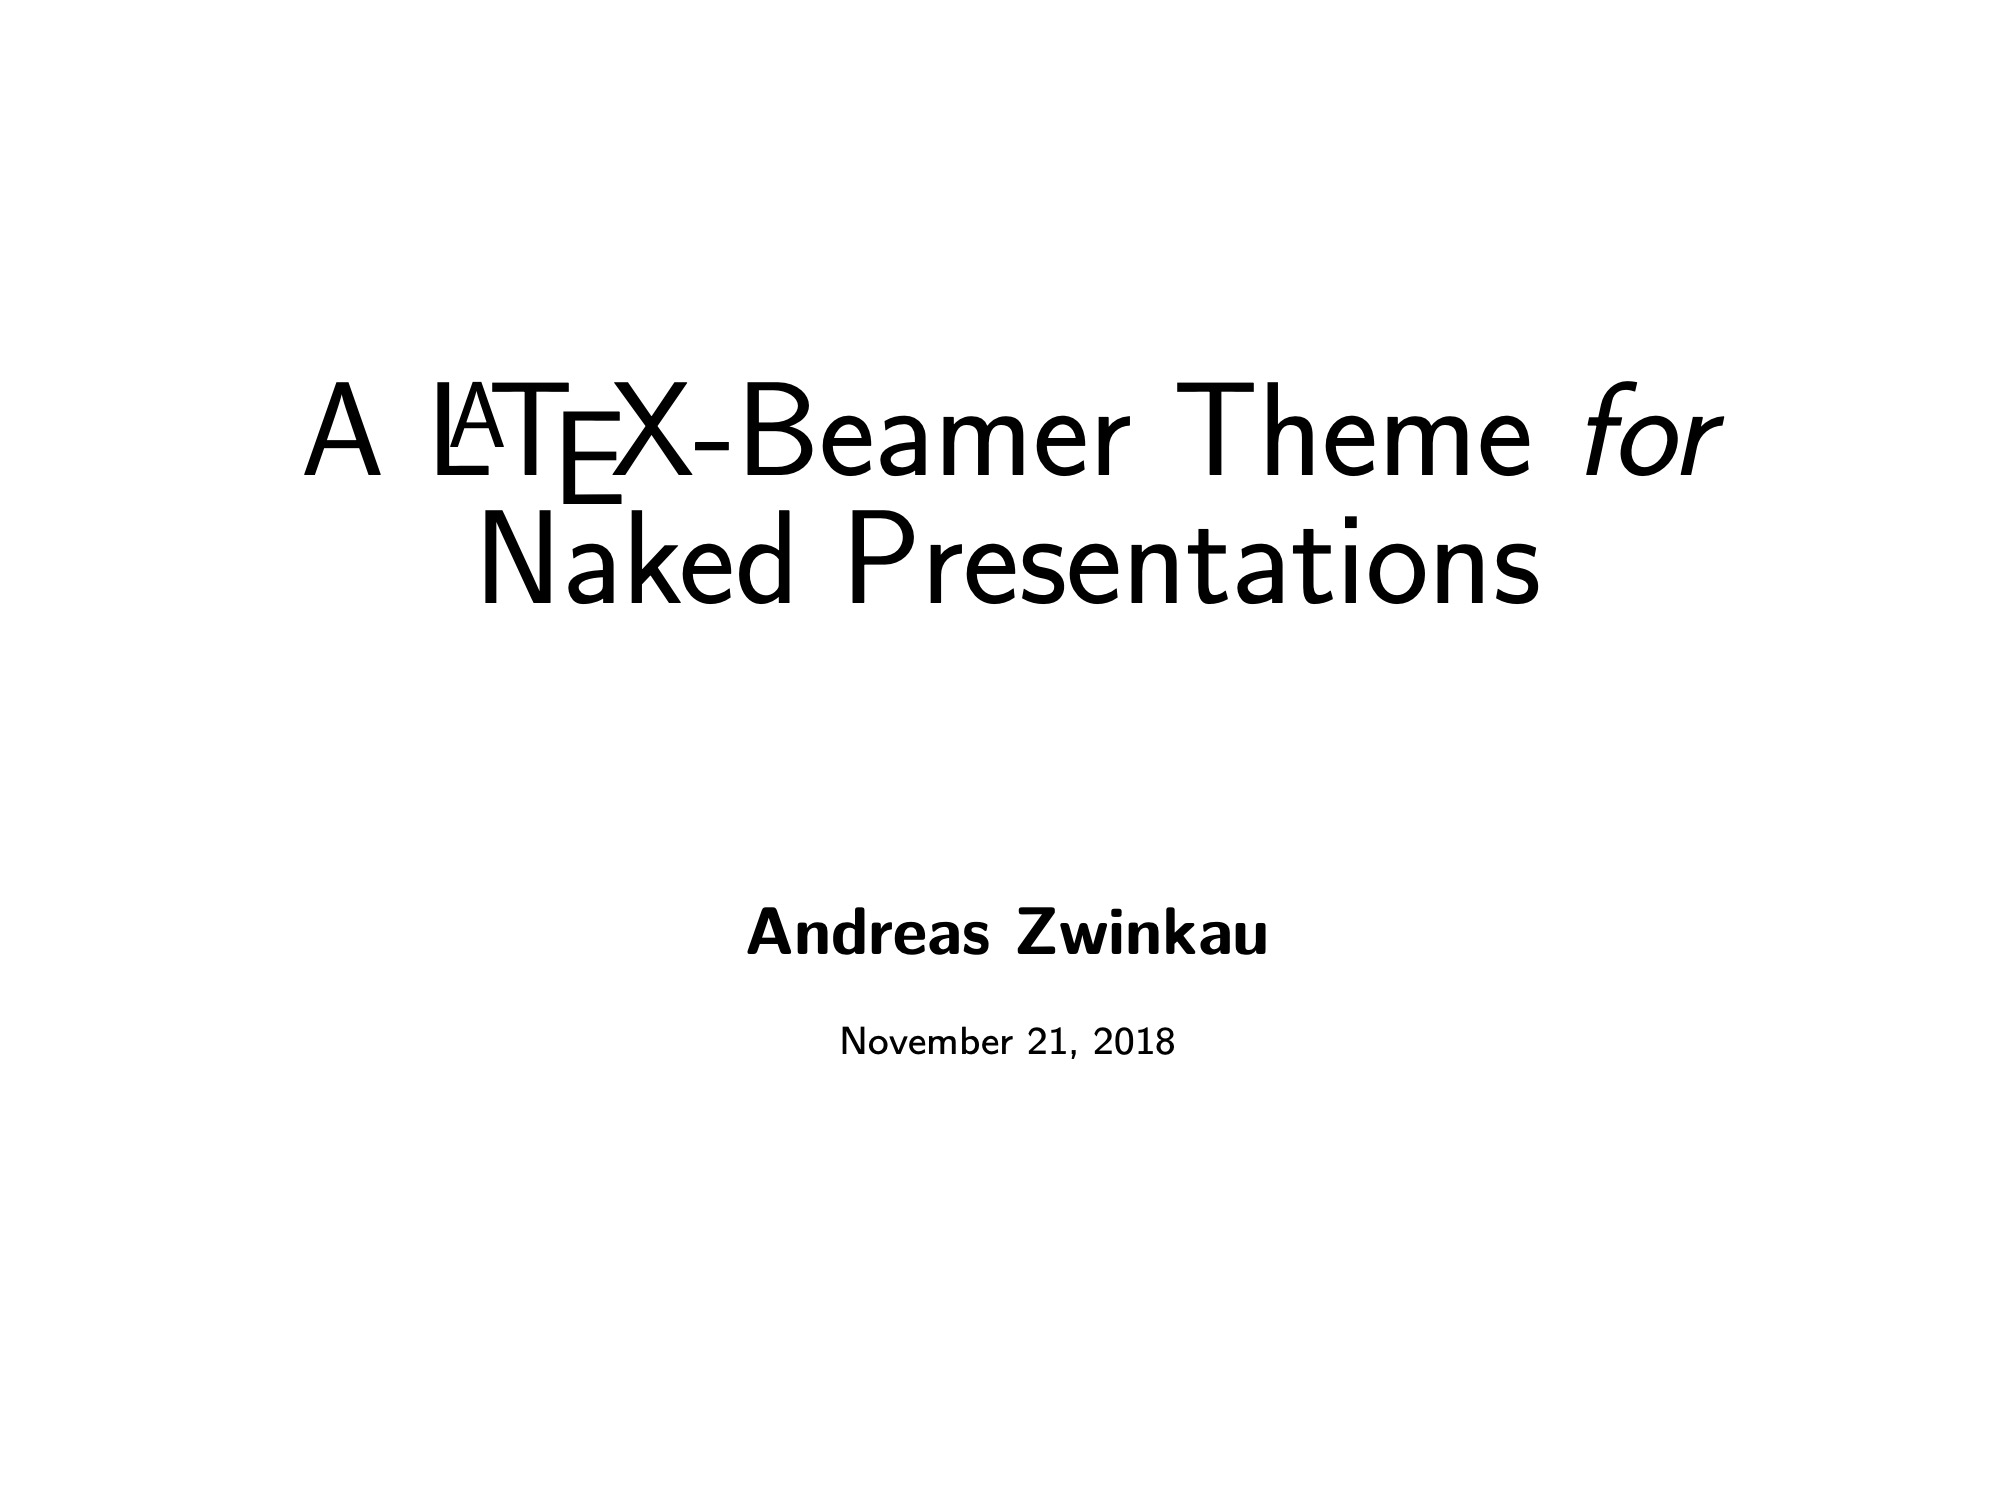 A LATEX-Beamer Theme for
Naked Presentations
Andreas Zwinkau
November 21, 2018